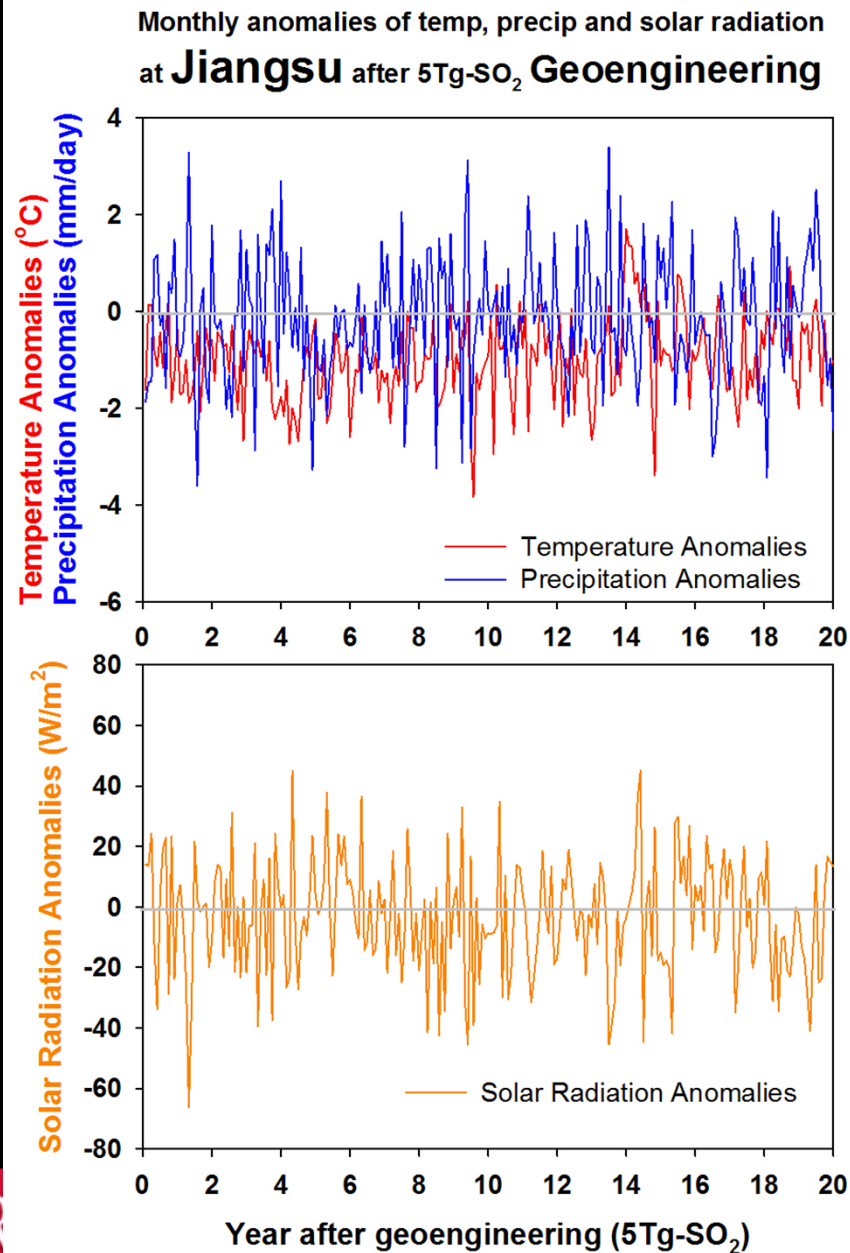 Monthly anomalies of temp, precip and solar radiation
at Jiangsu after 5Tg-SO₂ Geoengineering
Temperature Anomalies (°C)
Precipitation Anomalies (mm/day)
4
2
0
-2
-4
-6
Temperature Anomalies
Precipitation Anomalies
0 2 4 6 8 10 12 14 16 18 20
Solar Radiation Anomalies (W/m²)
80
60
40
20
0
-20
-40
-60
-80
Solar Radiation Anomalies
0 2 4 6 8 10 12 14 16 18 20
Year after geoengineering (5Tg-SO₂)